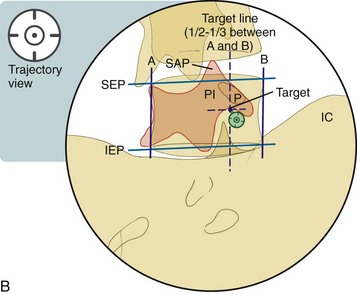 Trajectory
view
Target line
(1/2-1/3 between
A and B)
A
SAP
B
SEP
PI
P
Target
IC
IEP
B